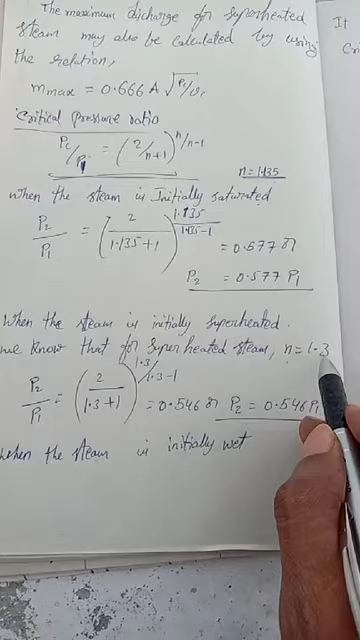 The maximum discharge for superheated
steam may also be calculated by using
the relation,
mmax = 0.666 A √P₁/v₁
Critical pressure ratio
Pc/P₁ = (2/n+1)^n/n-1
n=1.135
when the steam is Initially saturated
P₂/P₁ = (2/1.135+1)^1.135/1.135-1 = 0.577 or
P₂ = 0.577 P₁
When the steam is initially superheated.
we know that for super heated steam, n=1.3
P₂/P₁ = (2/1.3+1)^1.3/1.3-1 = 0.546 or P₂ = 0.546 P₁
when the steam is initially wet
It